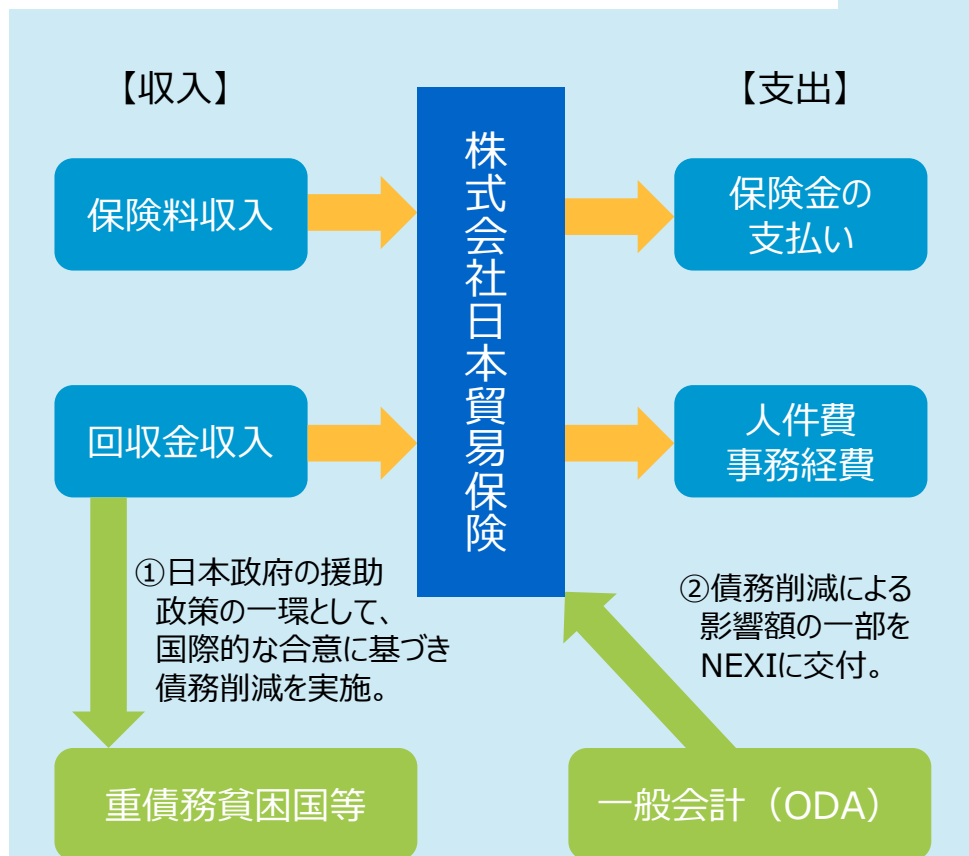 【収入】
【支出】
保険料収入
株式会社日本貿易保険
保険金の
支払い
回収金収入
人件費
事務経費
①日本政府の援助
政策の一環として、
国際的な合意に基づき
債務削減を実施。
②債務削減による
影響額の一部を
NEXIに交付。
重債務貧困国等
一般会計（ODA）